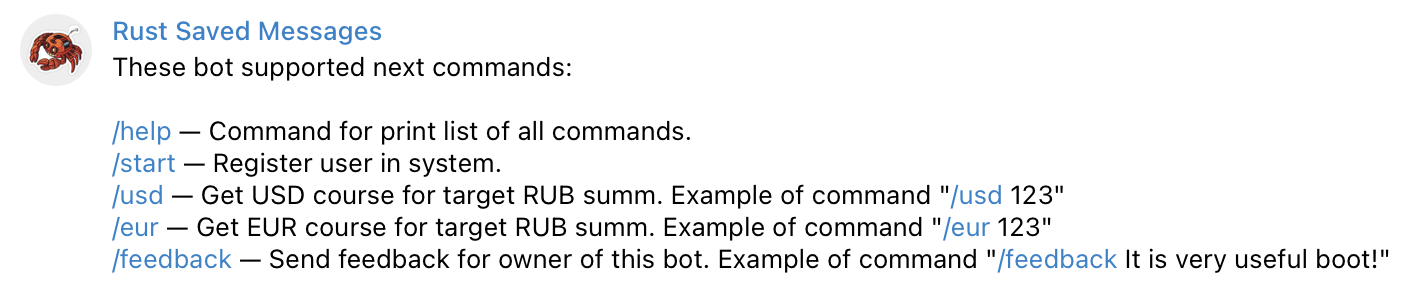 Rust Saved Messages
These bot supported next commands:
/help — Command for print list of all commands.
/start — Register user in system.
/usd — Get USD course for target RUB summ. Example of command "/usd 123"
/eur — Get EUR course for target RUB summ. Example of command "/eur 123"
/feedback — Send feedback for owner of this bot. Example of command "/feedback It is very useful boot!"